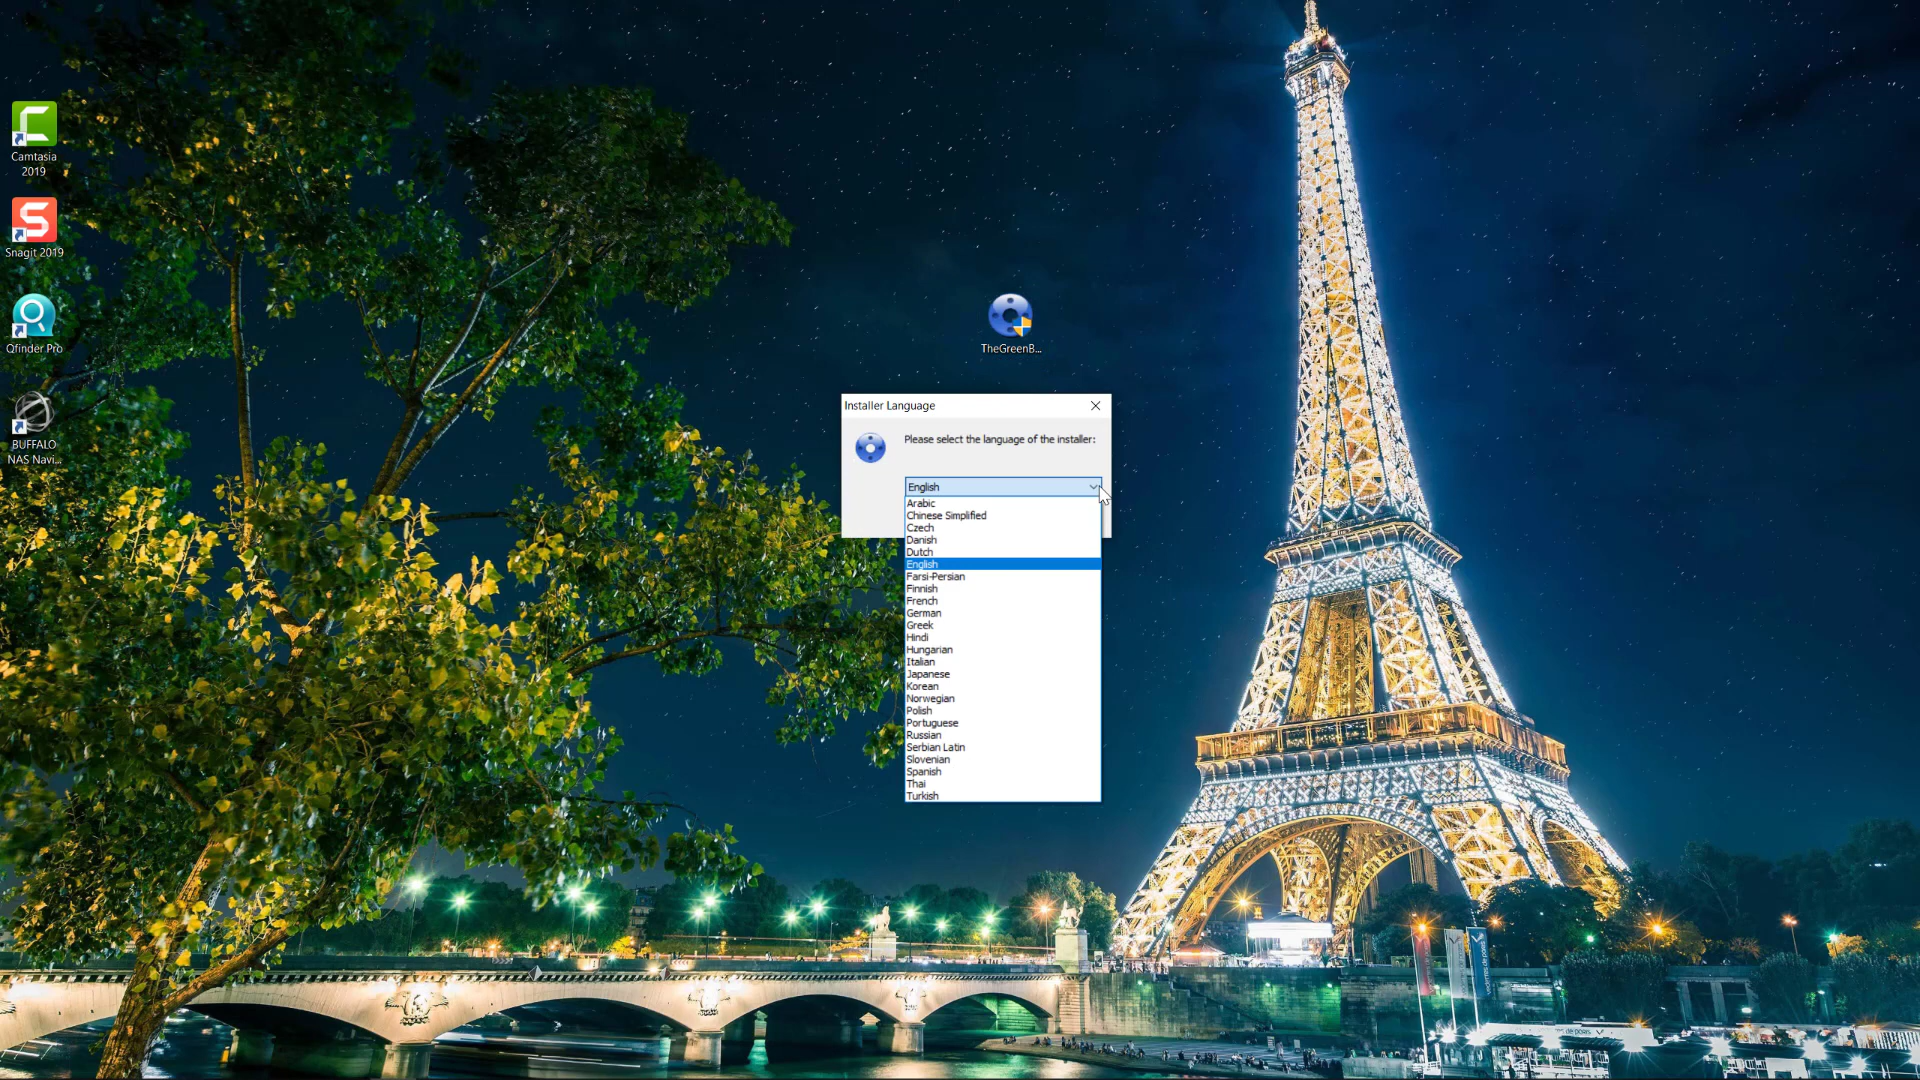 Camtasia
2019
Snagit 2019
Qfinder Pro
BUFFALO
NAS Navi...
TheGreenB...
Installer Language
Please select the language of the installer:
English
Arabic
Chinese Simplified
Czech
Danish
Dutch
English
Farsi-Persian
Finnish
French
German
Greek
Hindi
Hungarian
Italian
Japanese
Korean
Norwegian
Polish
Portuguese
Russian
Serbian Latin
Slovenian
Spanish
Thai
Turkish